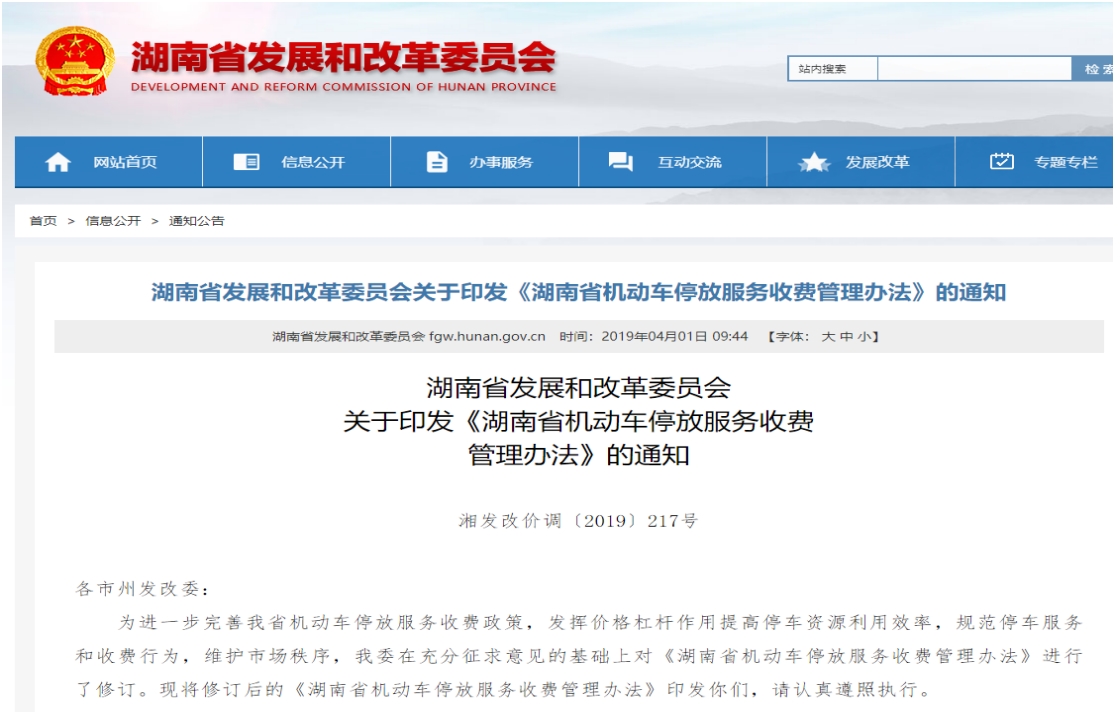 湖南省发展和改革委员会
DEVELOPMENT AND REFORM COMMISSION OF HUNAN PROVINCE
站内搜索 检索
网站首页 信息公开 办事服务 互动交流 发展改革 专题专栏
首页 > 信息公开 > 通知公告
湖南省发展和改革委员会关于印发《湖南省机动车停放服务收费管理办法》的通知
湖南省发展和改革委员会 fgw.hunan.gov.cn 时间：2019年04月01日 09:44 【字体： 大 中 小】
湖南省发展和改革委员会
关于印发《湖南省机动车停放服务收费
管理办法》的通知
湘发改价调〔2019〕217号
各市州发改委：
为进一步完善我省机动车停放服务收费政策，发挥价格杠杆作用提高停车资源利用效率，规范停车服务
和收费行为，维护市场秩序，我委在充分征求意见的基础上对《湖南省机动车停放服务收费管理办法》进行
了修订。现将修订后的《湖南省机动车停放服务收费管理办法》印发你们，请认真遵照执行。